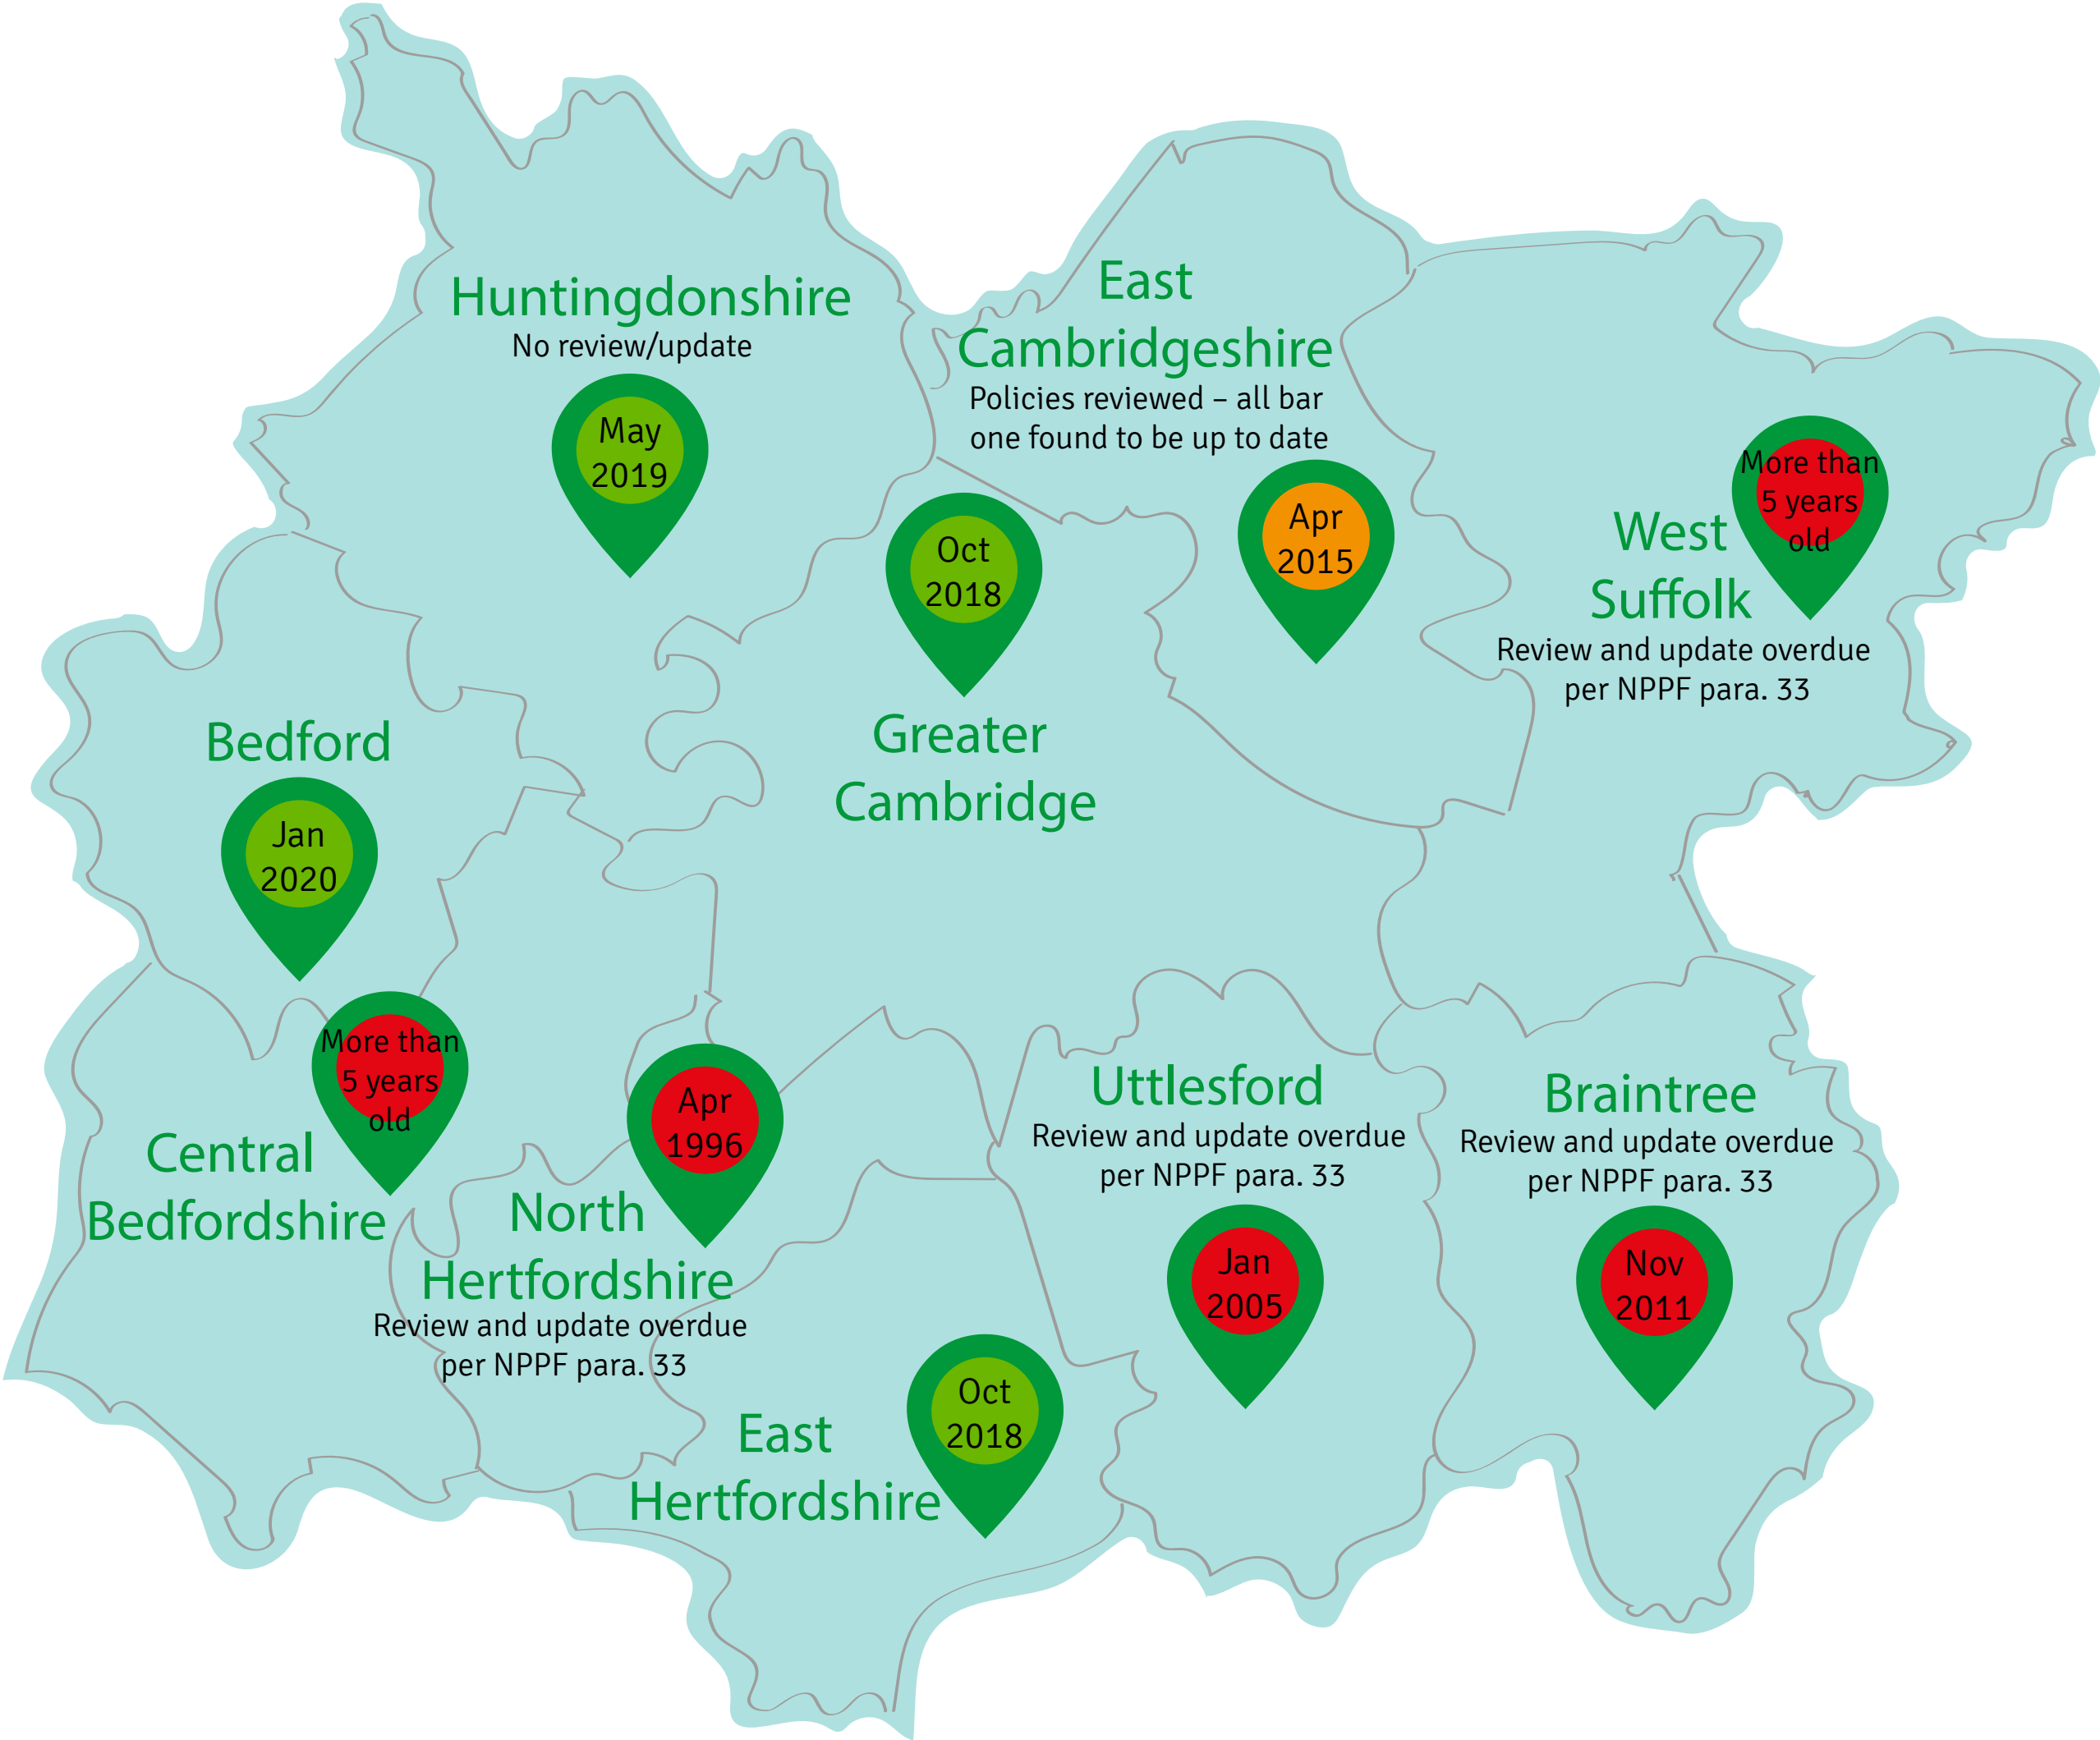 Huntingdonshire
No review/update
May
2019
East
Cambridgeshire
Policies reviewed – all bar
one found to be up to date
Apr
2015
More than
5 years
old
West
Suffolk
Review and update overdue
per NPPF para. 33
Oct
2018
Greater
Cambridge
Bedford
Jan
2020
More than
5 years
old
Central
Bedfordshire
Apr
1996
North
Hertfordshire
Review and update overdue
per NPPF para. 33
Uttlesford
Review and update overdue
per NPPF para. 33
Jan
2005
Braintree
Review and update overdue
per NPPF para. 33
Nov
2011
East
Hertfordshire
Oct
2018